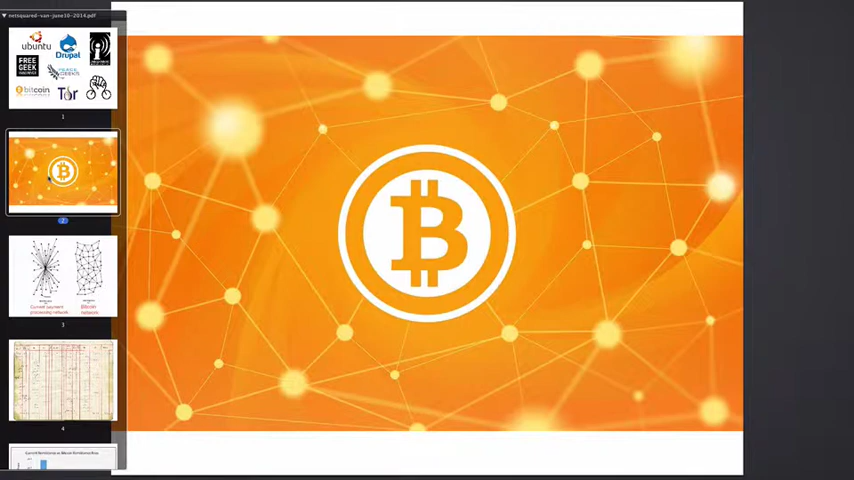 netsquared-van-june10-2014.pdf
ubuntu
Drupal
FREE
GEEK
bitcoin
Tor
1
2
Current payment
processing network
Bitcoin
network
3
4